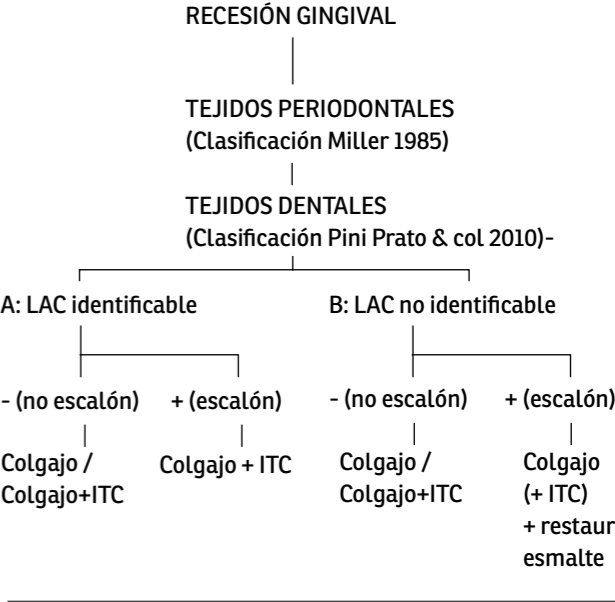 RECESIÓN GINGIVAL
TEJIDOS PERIODONTALES
(Clasificación Miller 1985)
TEJIDOS DENTALES
(Clasificación Pini Prato & col 2010)-
A: LAC identificable
B: LAC no identificable
- (no escalón)
+ (escalón)
- (no escalón)
+ (escalón)
Colgajo /
Colgajo+ITC
Colgajo + ITC
Colgajo /
Colgajo+ITC
Colgajo
(+ ITC)
+ restaur
esmalte